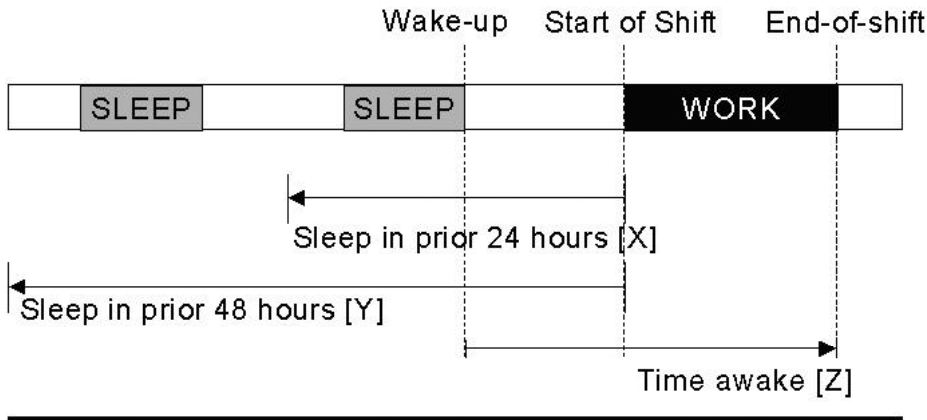 Wake-up Start of Shift End-of-shift
SLEEP SLEEP WORK
Sleep in prior 24 hours [X]
Sleep in prior 48 hours [Y]
Time awake [Z]